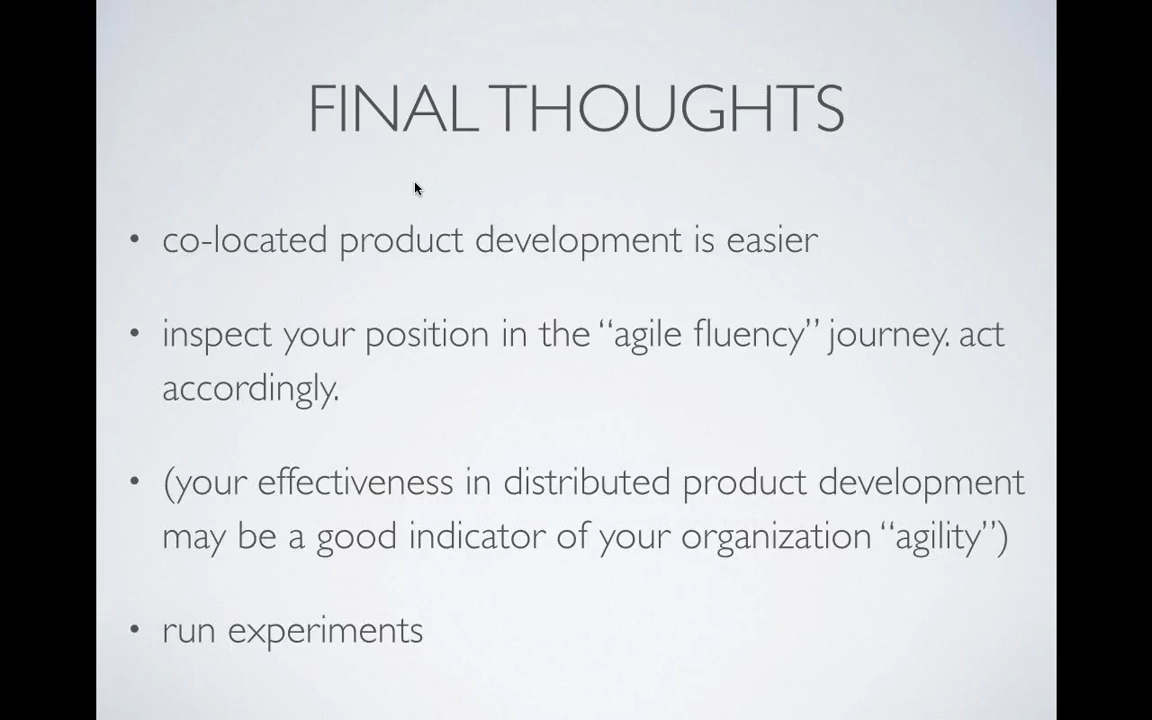 FINAL THOUGHTS
• co-located product development is easier
• inspect your position in the “agile fluency” journey. act
accordingly.
• (your effectiveness in distributed product development
may be a good indicator of your organization “agility”)
• run experiments